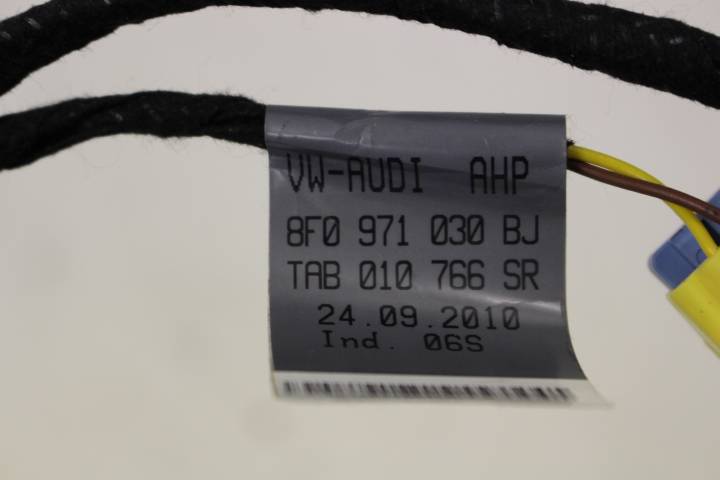 VW-AUDI AHP
8F0 971 030 BJ
TAB 010 766 SR
24.09.2010
Ind. 06S